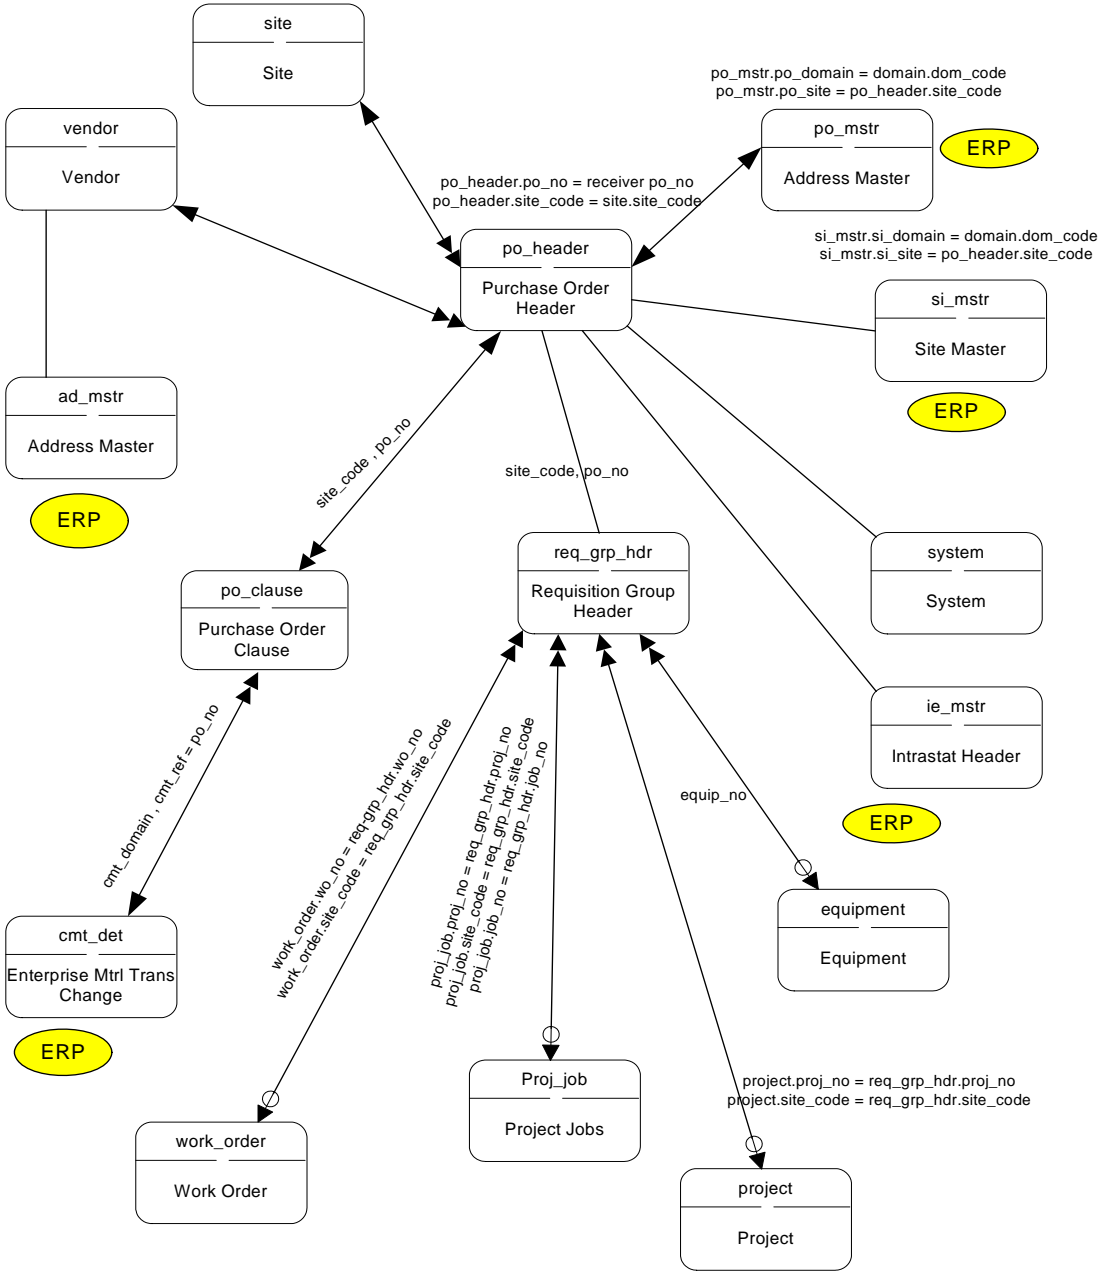 site
Site
po_mstr.po_domain = domain.dom_code
po_mstr.po_site = po_header.site_code
vendor
Vendor
po_mstr
Address Master
ERP
po_header.po_no = receiver po_no
po_header.site_code = site.site_code
si_mstr.si_domain = domain.dom_code
si_mstr.si_site = po_header.site_code
po_header
Purchase Order
Header
si_mstr
Site Master
ERP
ad_mstr
Address Master
ERP
site_code , po_no
site_code, po_no
po_clause
Purchase Order
Clause
req_grp_hdr
Requisition Group
Header
system
System
ie_mstr
Intrastat Header
ERP
cmt_domain , cmt_ref = po_no
work_order.wo_no = req-grp_hdr.wo_no
work_order.site_code = req_grp_hdr.site_code
proj_job.proj_no = req_grp_hdr.proj_no
proj_job.site_code = req_grp_hdr.site_code
proj_job.job_no = req_grp_hdr.job_no
equip_no
equipment
Equipment
cmt_det
Enterprise Mtrl Trans
Change
ERP
Proj_job
Project Jobs
project.proj_no = req_grp_hdr.proj_no
project.site_code = req_grp_hdr.site_code
work_order
Work Order
project
Project